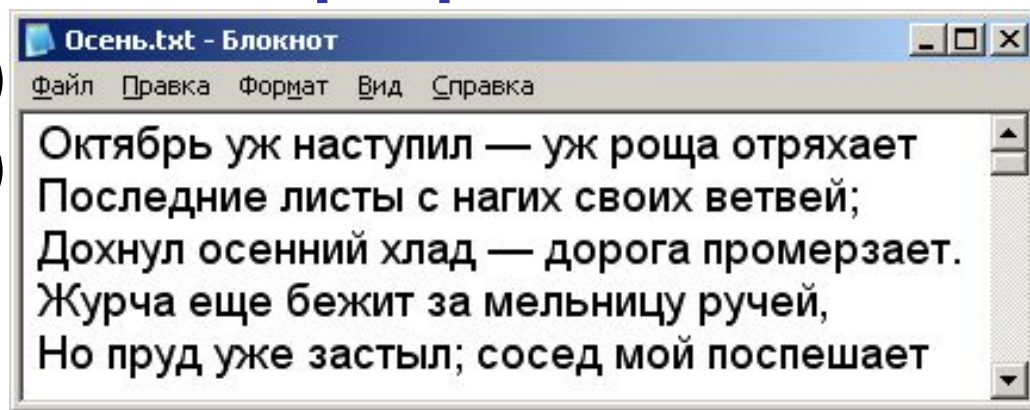 Осень.txt - Блокнот
Файл Правка Формат Вид Справка
Октябрь уж наступил — уж роща отряхает
Последние листы с нагих своих ветвей;
Дохнул осенний хлад — дорога промерзает.
Журча еще бежит за мельницу ручей,
Но пруд уже застыл; сосед мой поспешает